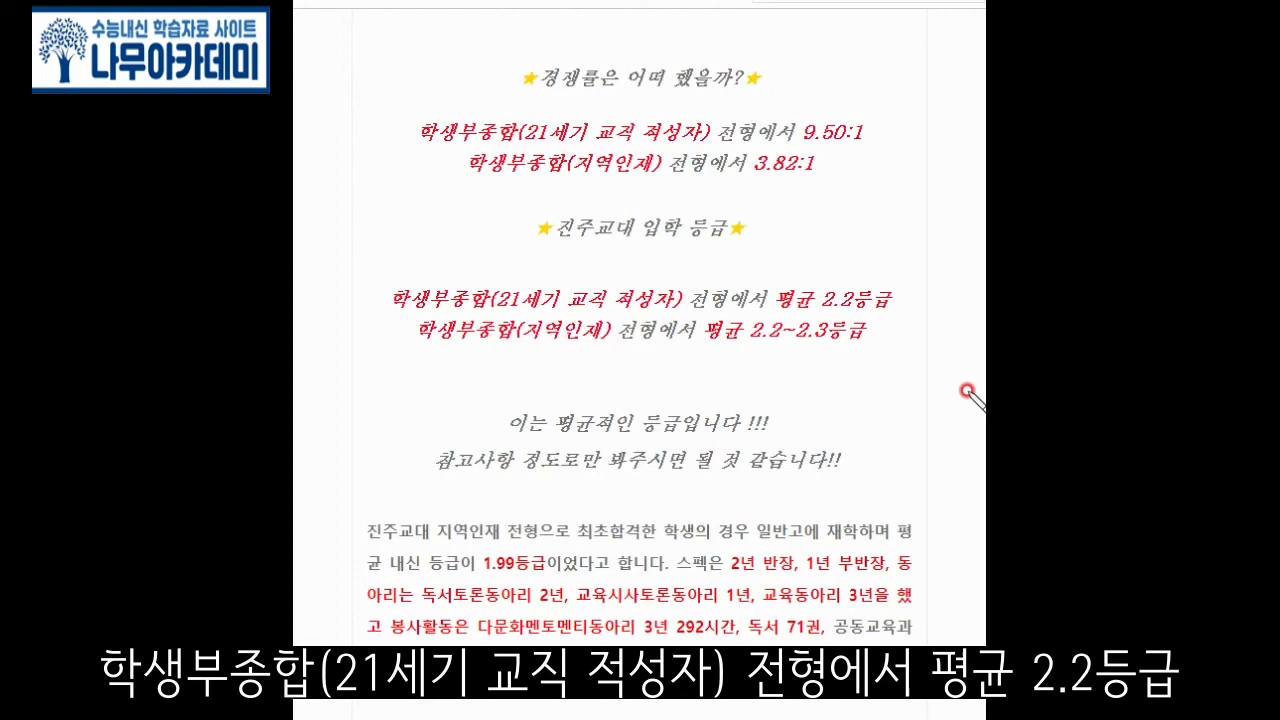 수능내신 학습자료 사이트
나무아카데미
★경쟁률은 어떠 했을까?★
학생부종합(21세기 교직 적성자) 전형에서 9.50:1
학생부종합(지역인재) 전형에서 3.82:1
★진주교대 입학 등급★
학생부종합(21세기 교직 적성자) 전형에서 평균 2.2등급
학생부종합(지역인재) 전형에서 평균 2.2~2.3등급
이는 평균적인 등급입니다 !!!
참고사항 정도로만 봐주시면 될 것 같습니다!!
진주교대 지역인재 전형으로 최초합격한 학생의 경우 일반고에 재학하며 평
균 내신 등급이 1.99등급이었다고 합니다. 스펙은 2년 반장, 1년 부반장, 동
아리는 독서토론동아리 2년, 교육시사토론동아리 1년, 교육동아리 3년을 했
고 봉사활동은 다문화멘토멘티동아리 3년 292시간, 독서 71권, 공동교육과
학생부종합(21세기 교직 적성자) 전형에서 평균 2.2등급